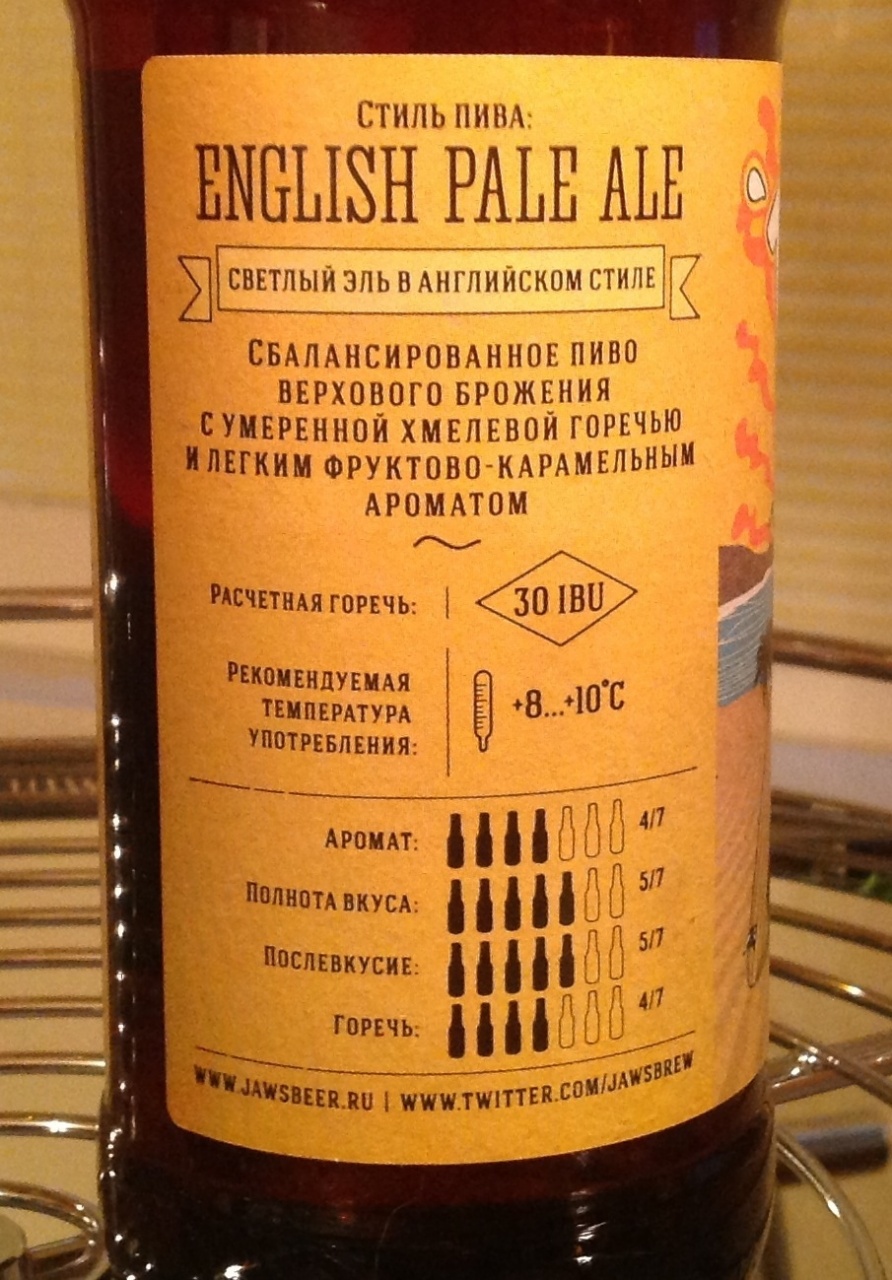 Стиль пива:
ENGLISH PALE ALE
СВЕТЛЫЙ ЭЛЬ В АНГЛИЙСКОМ СТИЛЕ
СБАЛАНСИРОВАННОЕ ПИВО
ВЕРХОВОГО БРОЖЕНИЯ
С УМЕРЕННОЙ ХМЕЛЕВОЙ ГОРЕЧЬЮ
И ЛЕГКИМ ФРУКТОВО-КАРАМЕЛЬНЫМ
АРОМАТОМ
РАСЧЕТНАЯ ГОРЕЧЬ: 30 IBU
РЕКОМЕНДУЕМАЯ
ТЕМПЕРАТУРА
УПОТРЕБЛЕНИЯ:
+8...+10°C
АРОМАТ: 4/7
ПОЛНОТА ВКУСА: 5/7
ПОСЛЕВКУСИЕ: 5/7
ГОРЕЧЬ: 4/7
WWW.JAWSBEER.RU | WWW.TWITTER.COM/JAWSBREW